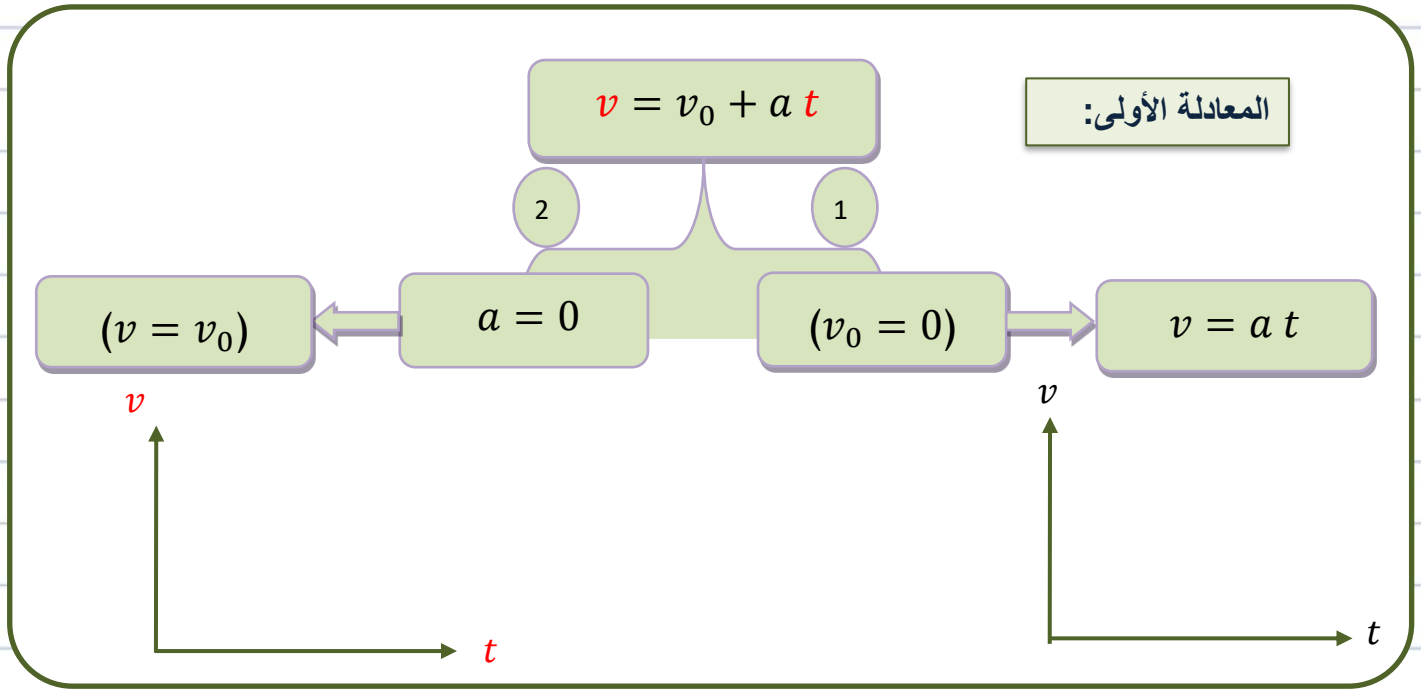 المعادلة الأولى:
𝑣 = 𝑣₀ + 𝑎 𝑡
1
2
(𝑣₀ = 0)
𝑣 = 𝑎 𝑡
𝑎 = 0
(𝑣 = 𝑣₀)
𝑣
𝑡
𝑣
𝑡